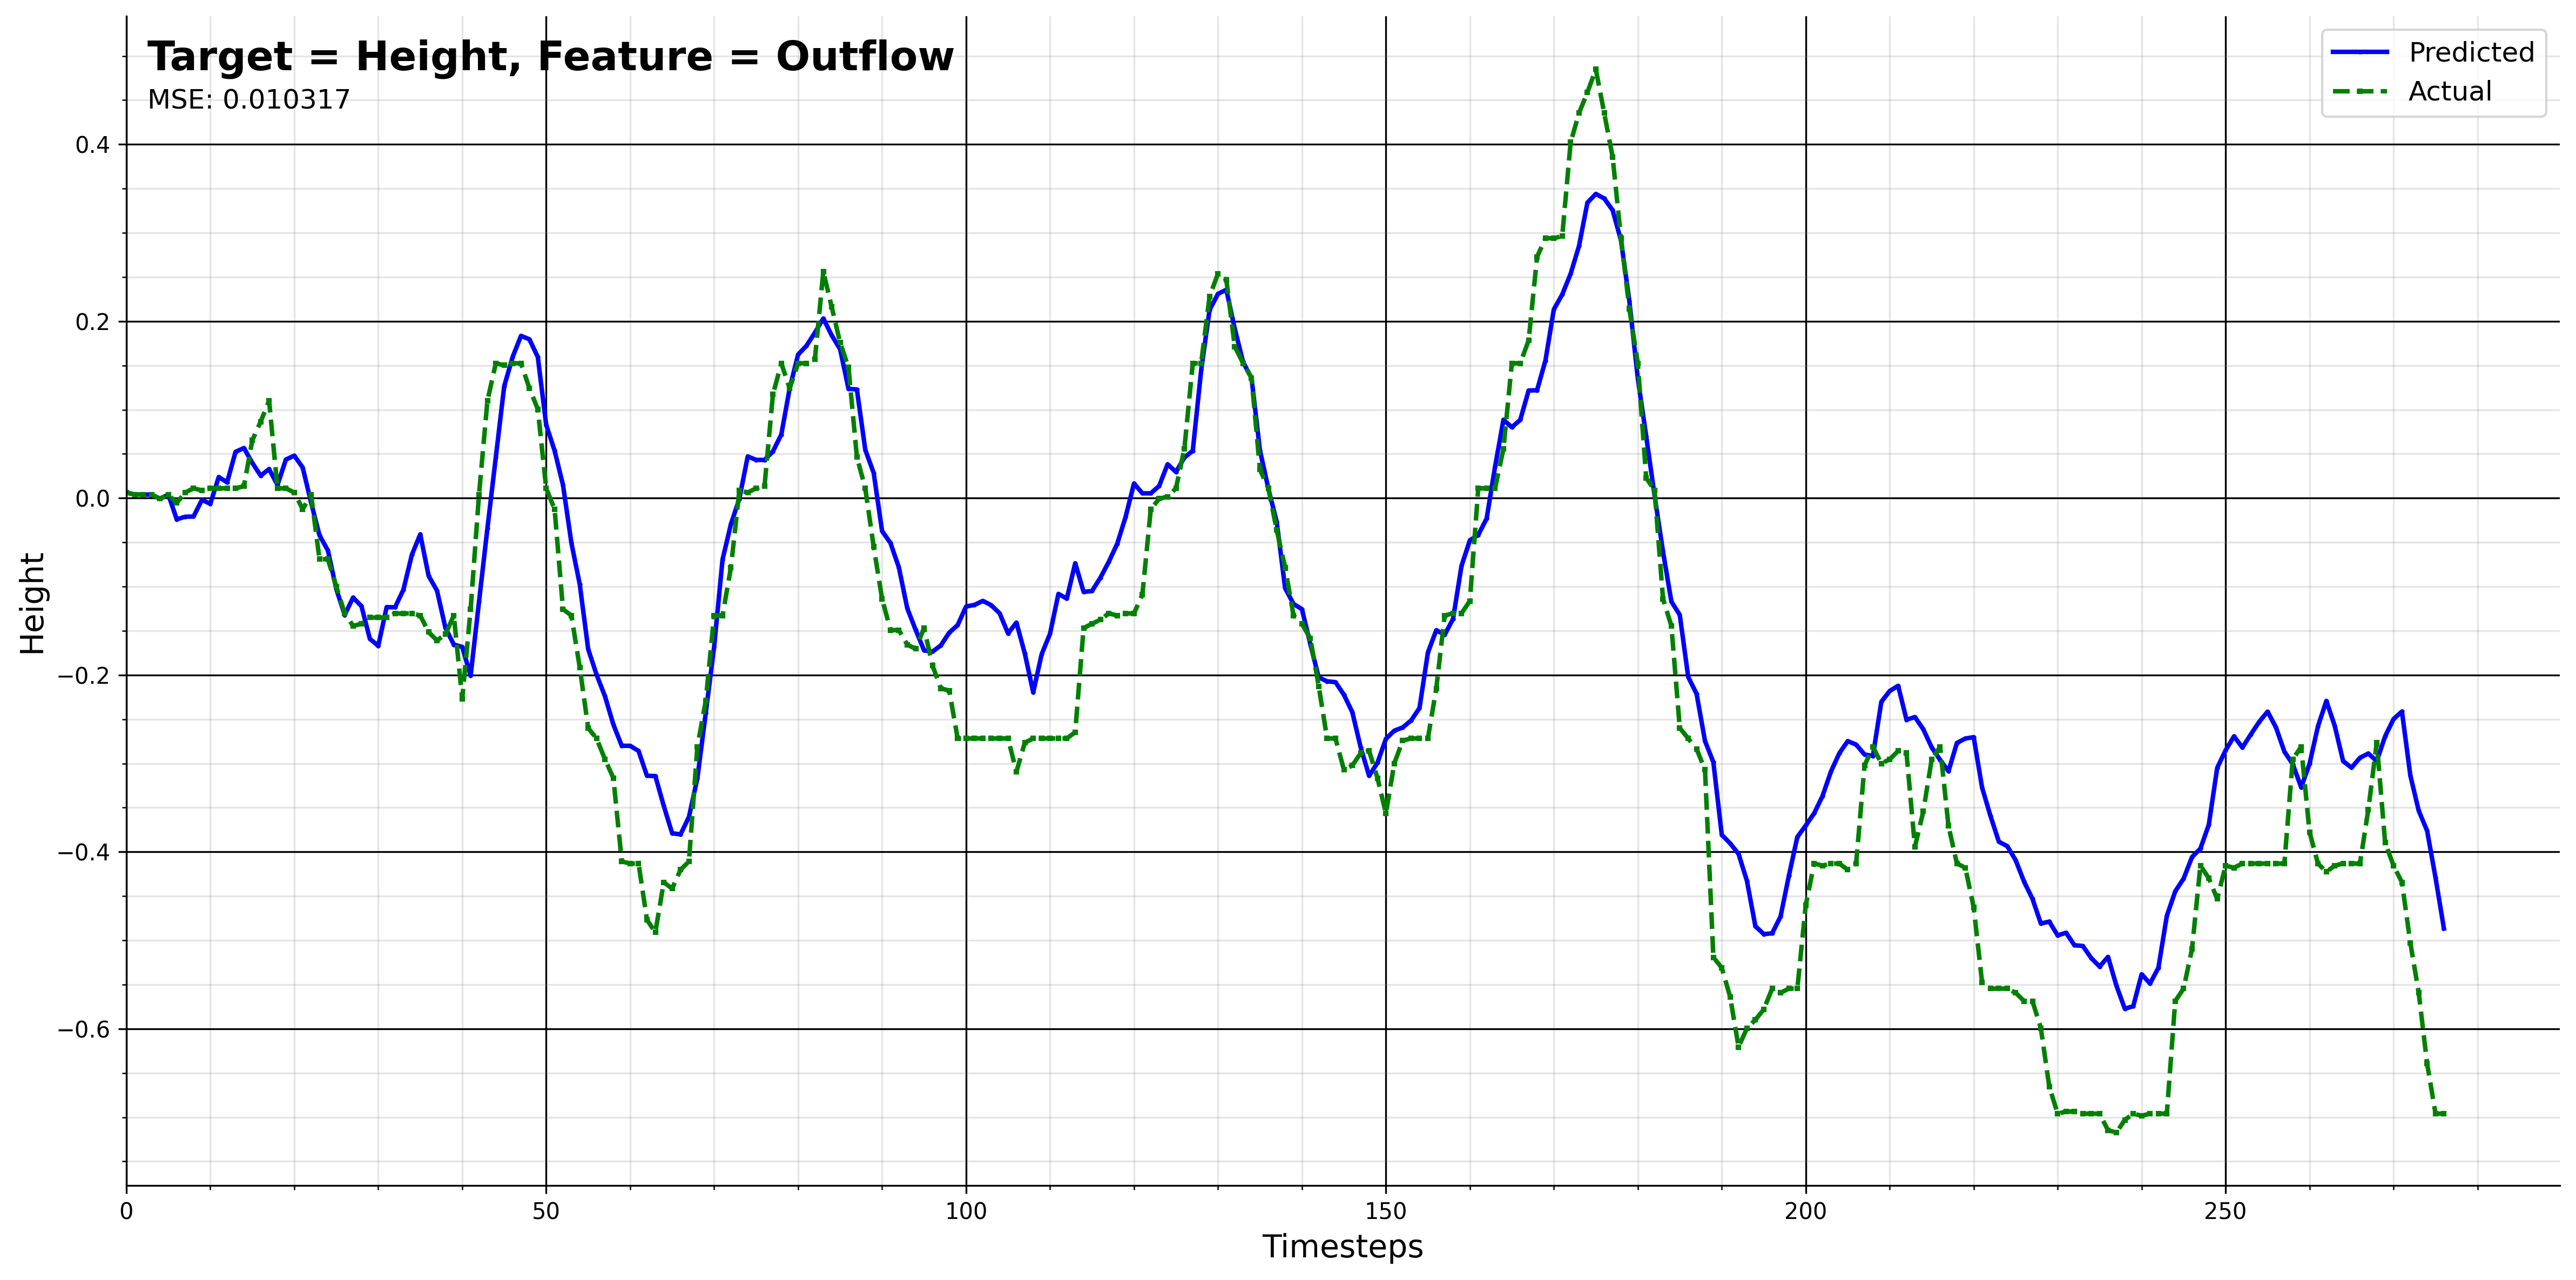 Target = Height, Feature = Outflow
MSE: 0.010317
Predicted
Actual
0.4
0.2
0.0
−0.2
−0.4
−0.6
Height
0 50 100 150 200 250
Timesteps